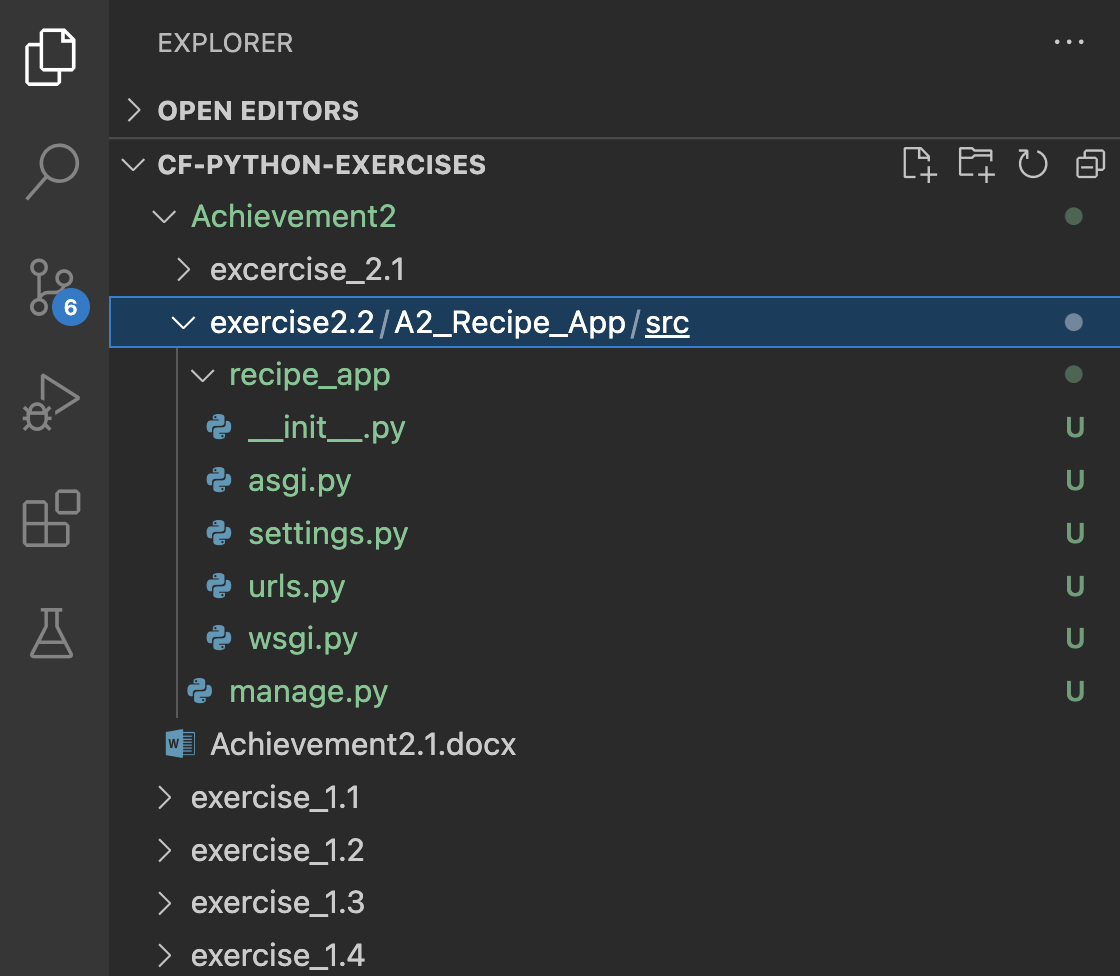 EXPLORER
OPEN EDITORS
CF-PYTHON-EXERCISES
Achievement2
excercise_2.1
exercise2.2/A2_Recipe_App/src
6
recipe_app
__init__.py U
asgi.py U
settings.py U
urls.py U
wsgi.py U
manage.py U
W Achievement2.1.docx
exercise_1.1
exercise_1.2
exercise_1.3
exercise_1.4